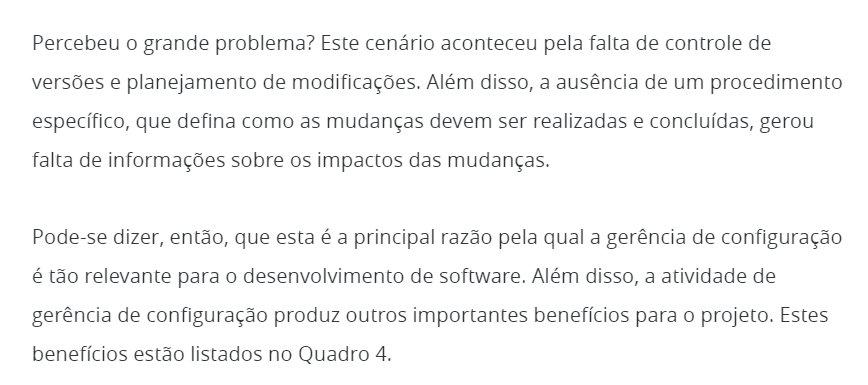 Percebeu o grande problema? Este cenário aconteceu pela falta de controle de
versões e planejamento de modificações. Além disso, a ausência de um procedimento
específico, que defina como as mudanças devem ser realizadas e concluídas, gerou
falta de informações sobre os impactos das mudanças.
Pode-se dizer, então, que esta é a principal razão pela qual a gerência de configuração
é tão relevante para o desenvolvimento de software. Além disso, a atividade de
gerência de configuração produz outros importantes benefícios para o projeto. Estes
benefícios estão listados no Quadro 4.